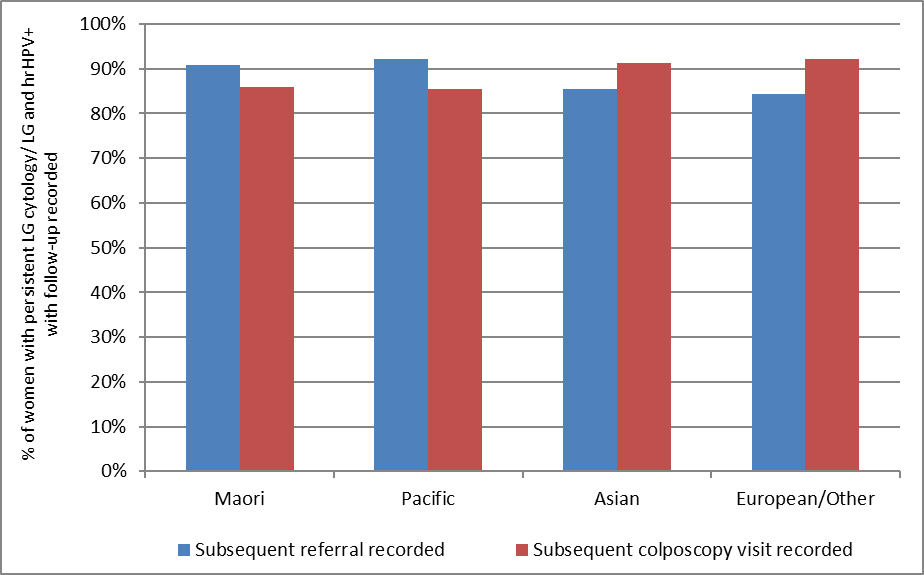 % of women with persistent LG cytology/ LG and hrHPV+
with follow-up recorded
100%
90%
80%
70%
60%
50%
40%
30%
20%
10%
0%
Maori Pacific Asian European/Other
Subsequent referral recorded Subsequent colposcopy visit recorded